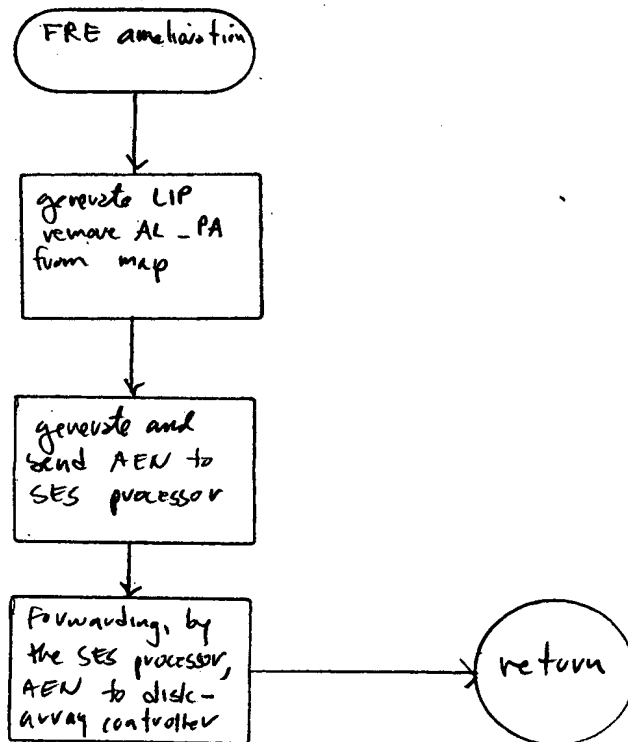 FRE amelioration
generate LIP
remove AL_PA
from map
generate and
send AEN to
SES processor
Forwarding, by
the SES processor,
AEN to disk-
array controller
return